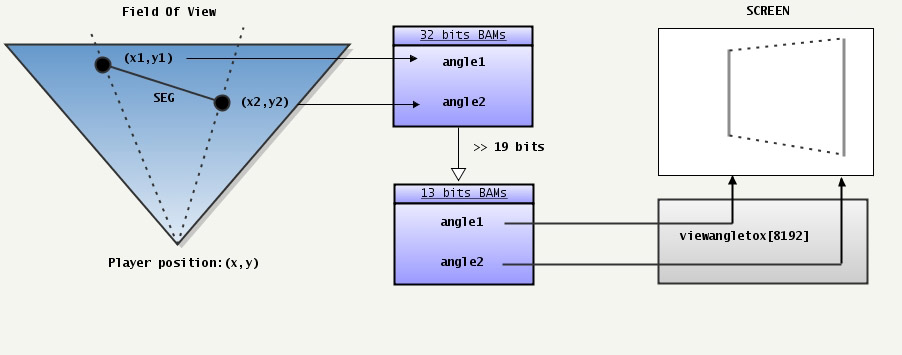 Field Of View
(x1,y1)
SEG
(x2,y2)
Player position:(x,y)
32 bits BAMs
angle1
angle2
>> 19 bits
13 bits BAMs
angle1
angle2
SCREEN
viewangletox[8192]